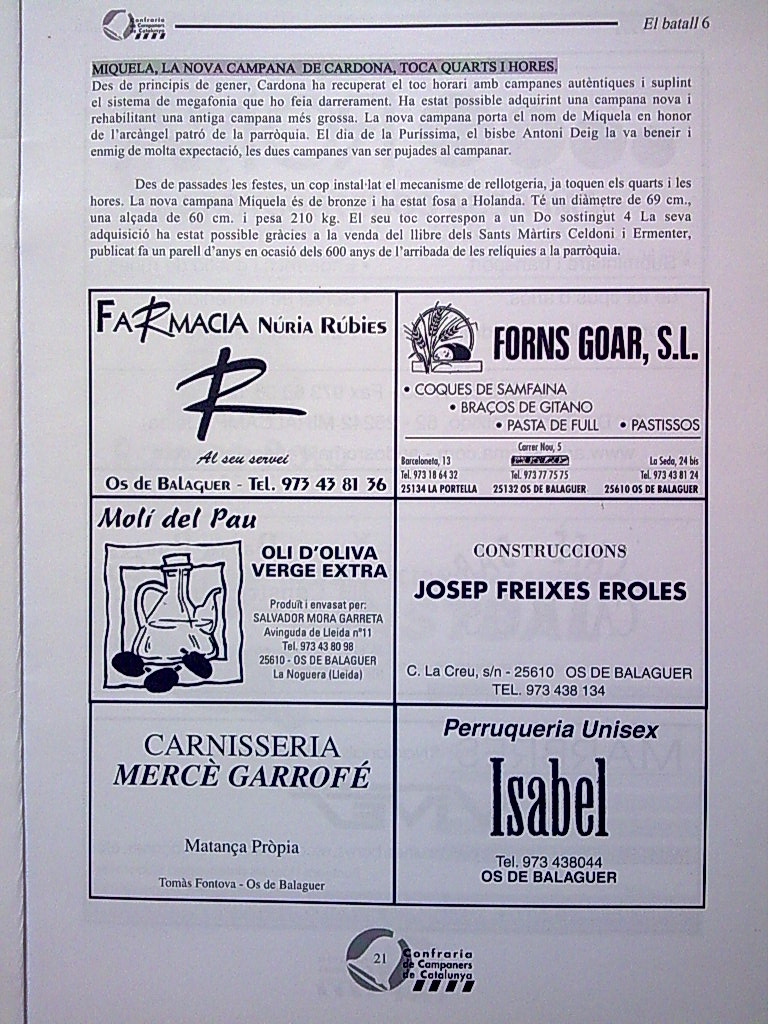 Confraria
de Campaners
de Catalunya
El batall 6
MIQUELA, LA NOVA CAMPANA DE CARDONA, TOCA QUARTS I HORES.
Des de principis de gener, Cardona ha recuperat el toc horari amb campanes autèntiques i suplint
el sistema de megafonia que ho feia darrerament. Ha estat possible adquirint una campana nova i
rehabilitant una antiga campana més grossa. La nova campana porta el nom de Miquela en honor
de l'arcàngel patró de la parròquia. El dia de la Puríssima, el bisbe Antoni Deig la va beneir i
enmig de molta expectació, les dues campanes van ser pujades al campanar.
Des de passades les festes, un cop instal·lat el mecanisme de rellotgeria, ja toquen els quarts i les
hores. La nova campana Miquela és de bronze i ha estat fosa a Holanda. Té un diàmetre de 69 cm.,
una alçada de 60 cm. i pesa 210 kg. El seu toc correspon a un Do sostingut 4 La seva
adquisició ha estat possible gràcies a la venda del llibre dels Sants Màrtirs Celdoni i Ermenter,
publicat fa un parell d'anys en ocasió dels 600 anys de l'arribada de les relíquies a la parròquia.
FARMACIA NÚRIA RÚBIES
R
Al seu servei
OS DE BALAGUER - TEL. 973 43 81 36
FORNS GOAR, S.L.
• COQUES DE SAMFAINA
• BRAÇOS DE GITANO
• PASTA DE FULL • PASTISSOS
Carrer Nou, 5
Barceloneta, 13
La Seda, 24 bis
Tel. 973 18 64 32 Tel. 973 77 75 75 Tel. 973 43 81 24
25134 LA PORTELLA 25132 OS DE BALAGUER 25610 OS DE BALAGUER
Molí del Pau
OLI D'OLIVA
VERGE EXTRA
Produït i envasat per:
SALVADOR MORA GARRETA
Avinguda de Lleida nº11
Tel. 973 43 80 98
25610 - OS DE BALAGUER
La Noguera (Lleida)
CONSTRUCCIONS
JOSEP FREIXES EROLES
C. La Creu, s/n - 25610 OS DE BALAGUER
TEL. 973 438 134
CARNISSERIA
MERCÈ GARROFÉ
Matança Pròpia
Tomàs Fontova - Os de Balaguer
Perruqueria Unisex
Isabel
Tel. 973 438044
OS DE BALAGUER
21
Confraria
de Campaners
de Catalunya